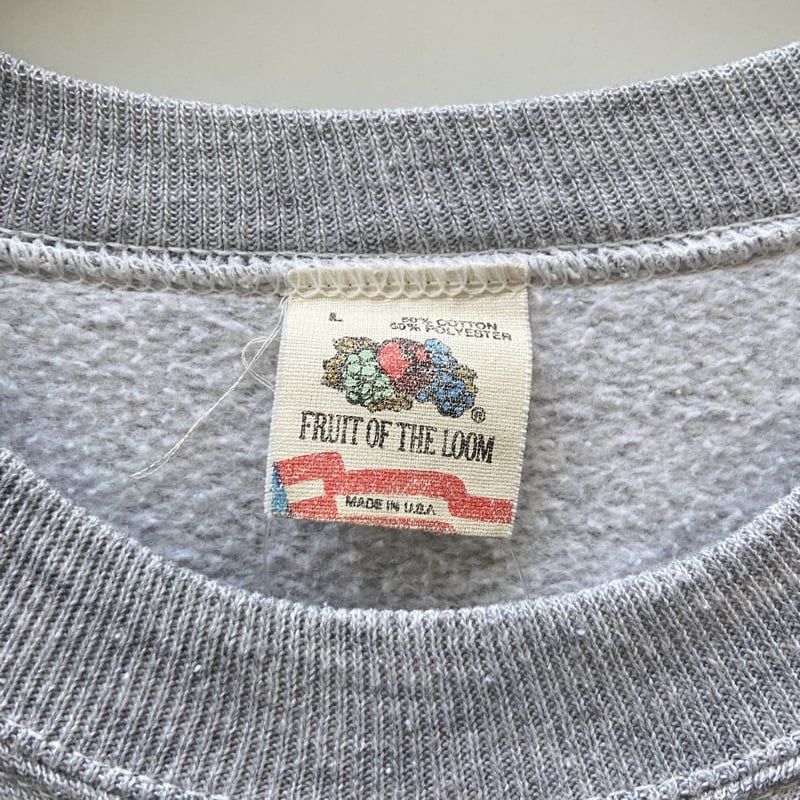 L
50% COTTON
50% POLYESTER
®
FRUIT OF THE LOOM
MADE IN U.S.A.